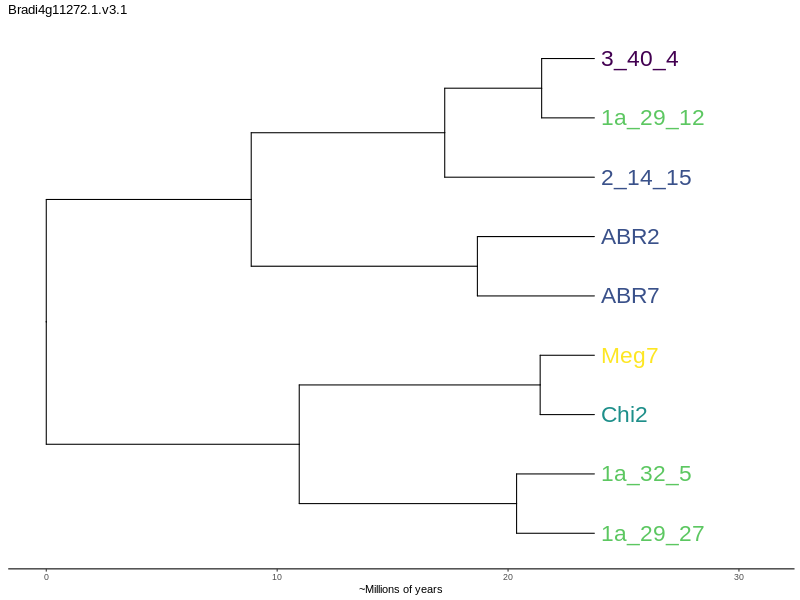 Bradi4g11272.1.v3.1
3_40_4
1a_29_12
2_14_15
ABR2
ABR7
Meg7
Chi2
1a_32_5
1a_29_27
0 10 20 30
~Millions of years